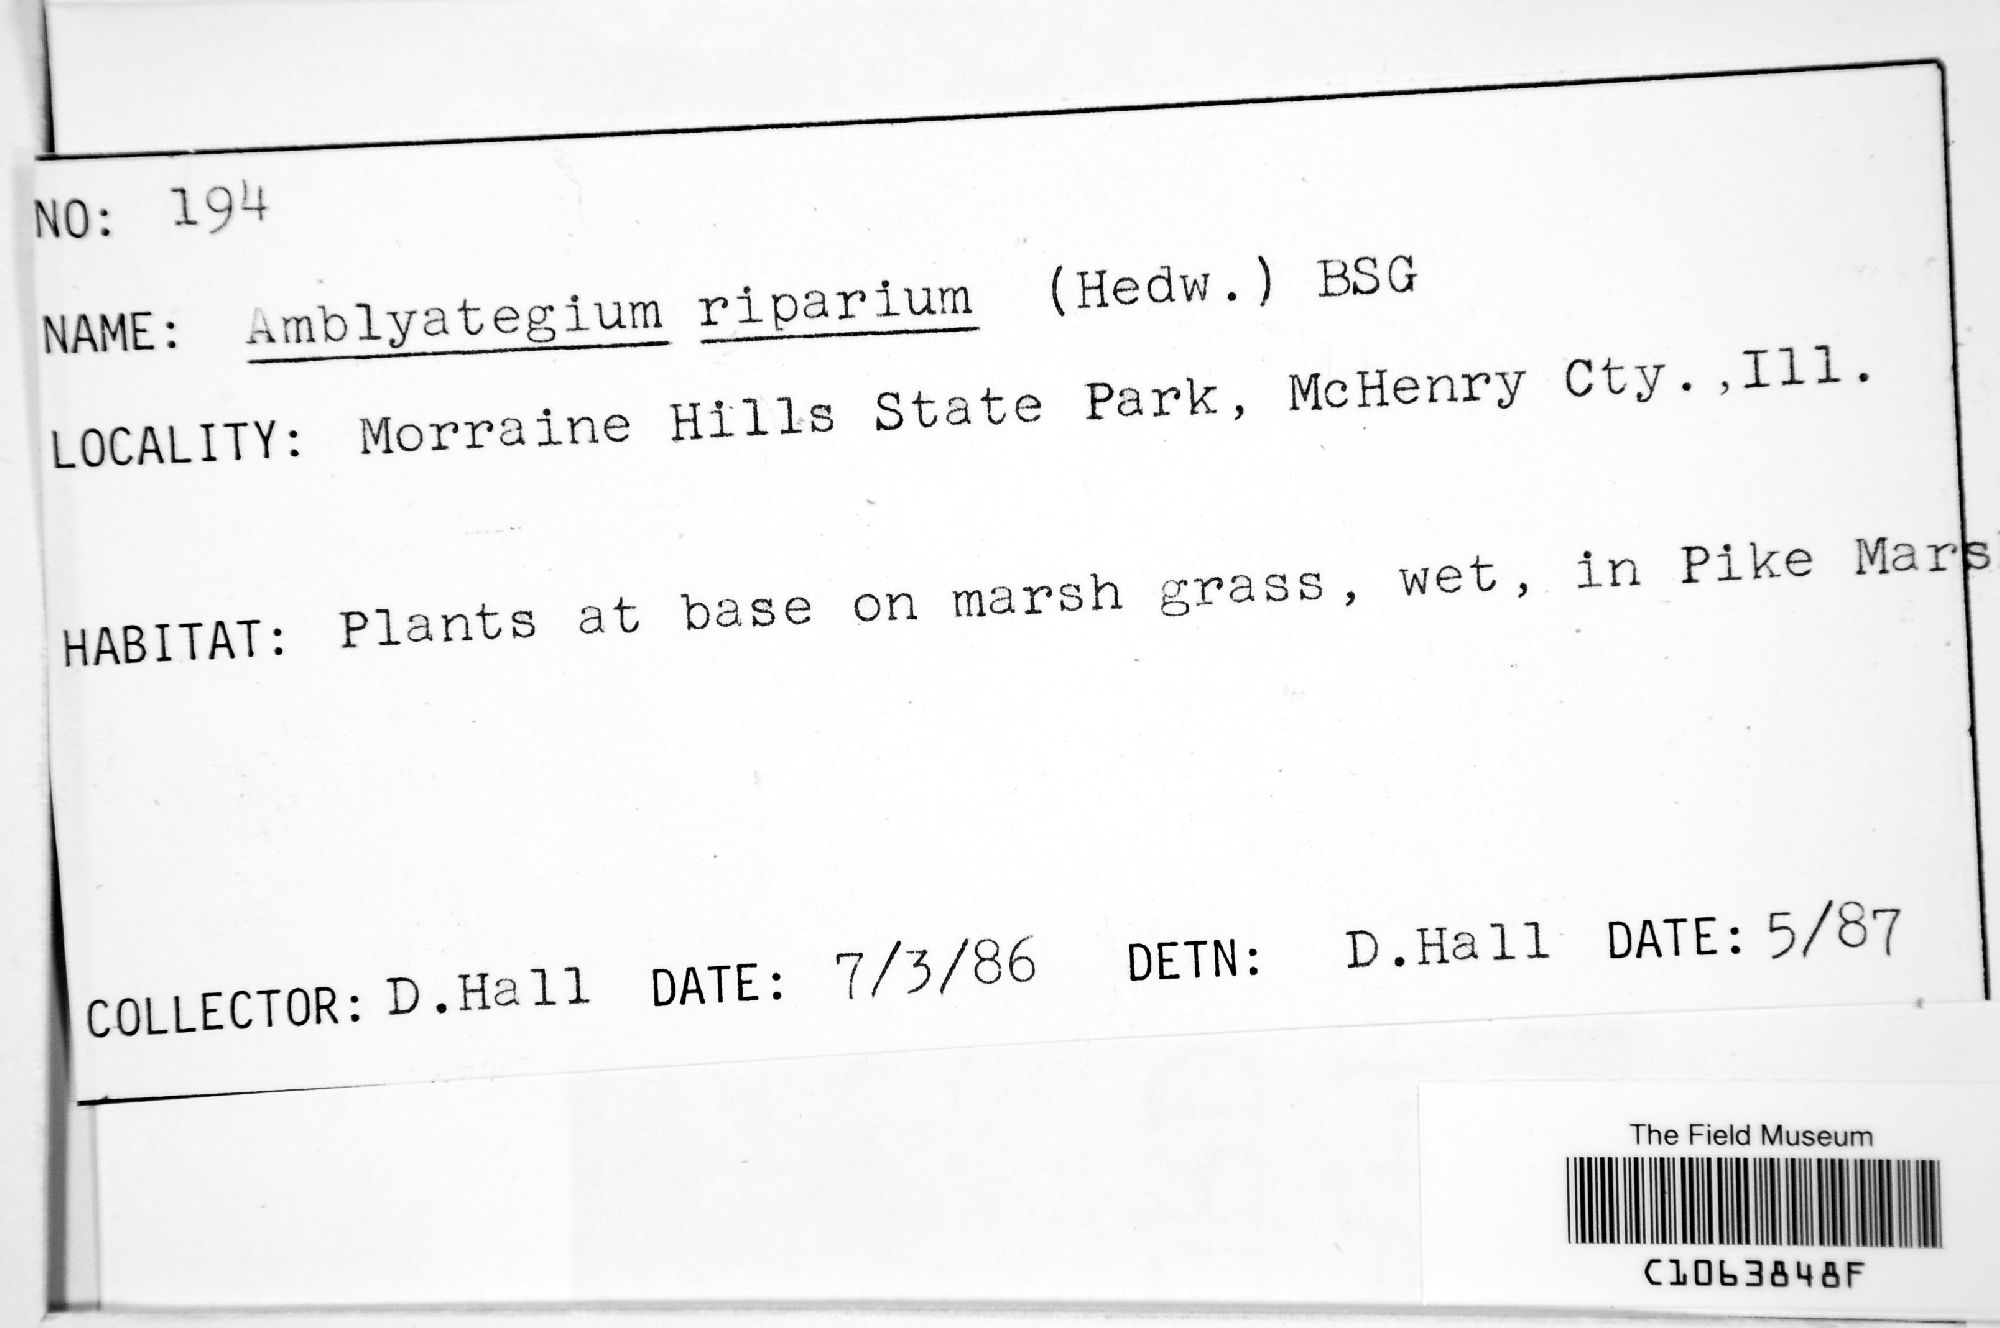 NO: 194
NAME: Amblyategium riparium (Hedw.) BSG
LOCALITY: Morraine Hills State Park, McHenry Cty.,Ill.
HABITAT: Plants at base on marsh grass, wet, in Pike Mars
COLLECTOR: D.Hall DATE: 7/3/86 DETN: D.Hall DATE: 5/87
The Field Museum
C1063848F